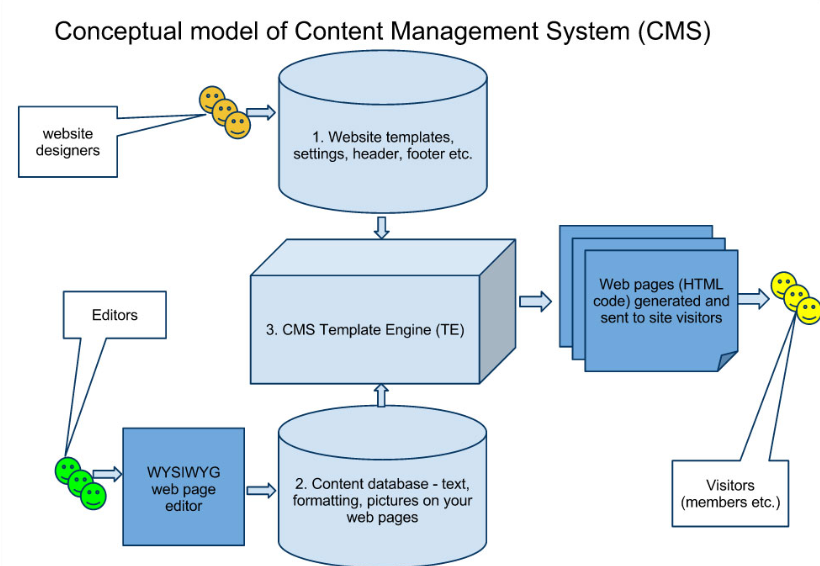 Conceptual model of Content Management System (CMS)
website
designers
1. Website templates,
settings, header, footer etc.
Editors
3. CMS Template Engine (TE)
Web pages (HTML
code) generated and
sent to site visitors
WYSIWYG
web page
editor
2. Content database - text,
formatting, pictures on your
web pages
Visitors
(members etc.)